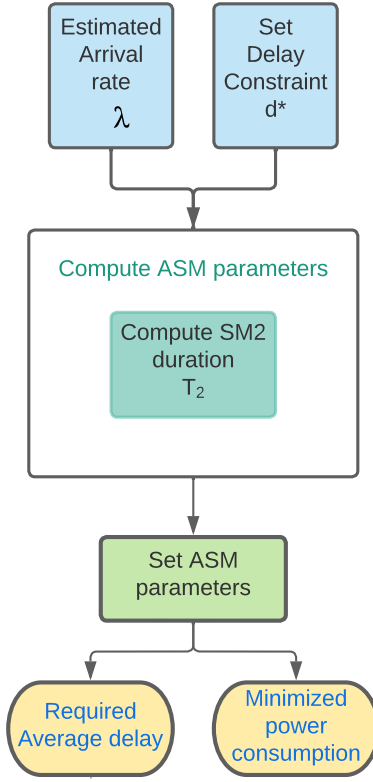 Estimated
Arrival
rate
λ
Set
Delay
Constraint
d*
Compute ASM parameters
Compute SM2
duration
T₂
Set ASM
parameters
Required
Average delay
Minimized
power
consumption